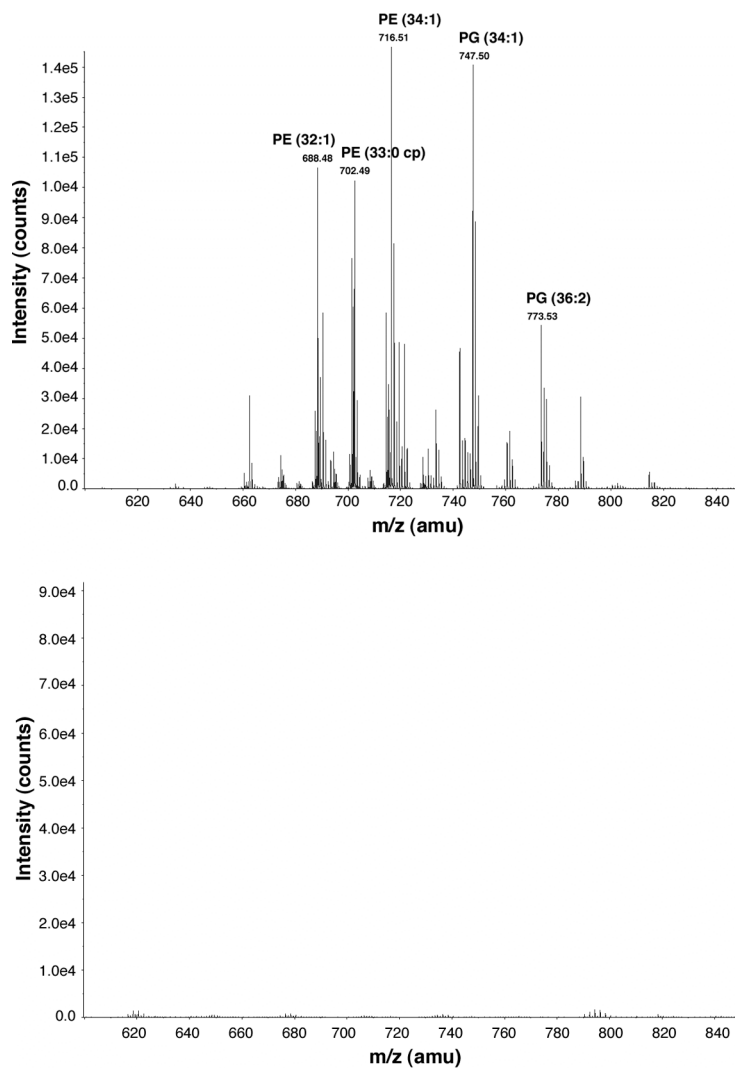 PE (34:1)
716.51
PG (34:1)
747.50
PE (32:1)
688.48
PE (33:0 cp)
702.49
PG (36:2)
773.53
1.4e5
1.3e5
1.2e5
1.1e5
1.0e4
9.0e4
8.0e4
7.0e4
6.0e4
5.0e4
4.0e4
3.0e4
2.0e4
1.0e4
0.0
Intensity (counts)
620 640 660 680 700 720 740 760 780 800 820 840
m/z (amu)
9.0e4
8.0e4
7.0e4
6.0e4
5.0e4
4.0e4
3.0e4
2.0e4
1.0e4
0.0
Intensity (counts)
620 640 660 680 700 720 740 760 780 800 820 840
m/z (amu)